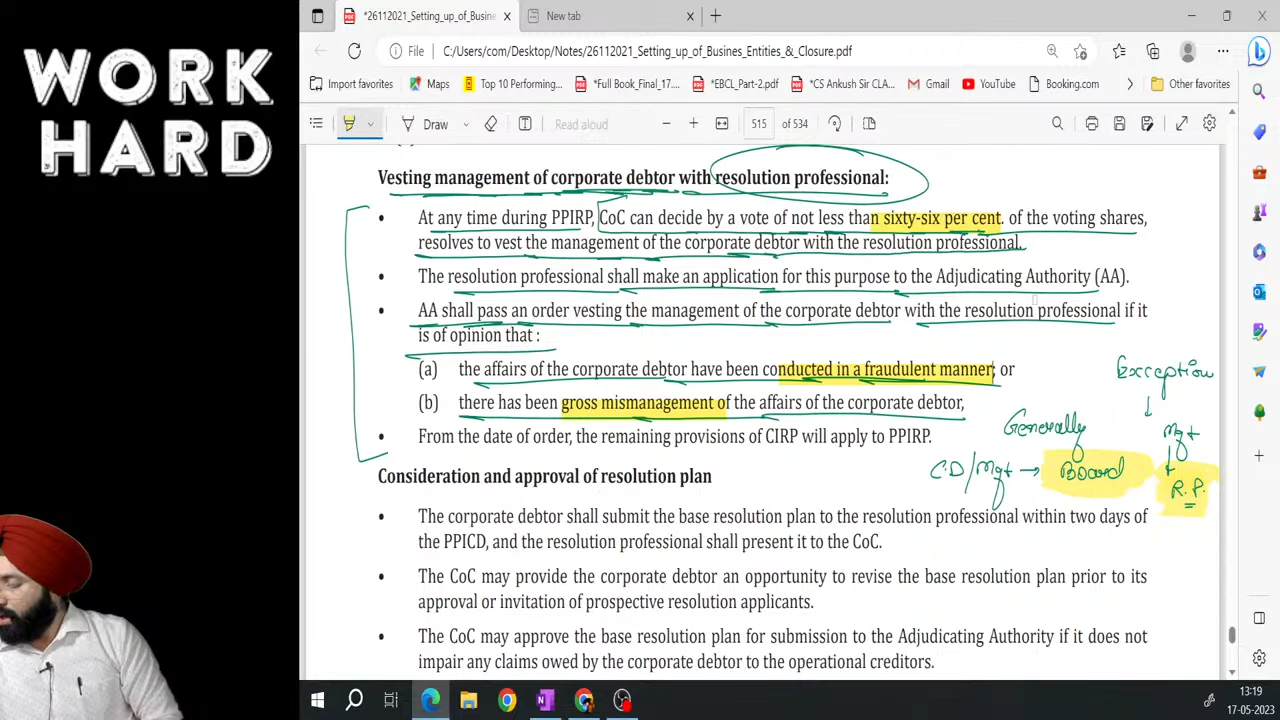 WORK
HARD
*26112021_Setting_up_of_Busine
New tab
File
C:/Users/com/Desktop/Notes/26112021_Setting_up_of_Busines_Entities_&_Closure.pdf
Import favorites
Maps
Top 10 Performing...
*Full Book_Final_17...
*EBCL_Part-2.pdf
*CS Ankush Sir CLA...
Gmail
YouTube
Booking.com
Other favorites
Draw
Read aloud
515 of 534
Vesting management of corporate debtor with resolution professional:
• At any time during PPIRP, CoC can decide by a vote of not less than sixty-six per cent. of the voting shares,
resolves to vest the management of the corporate debtor with the resolution professional.
• The resolution professional shall make an application for this purpose to the Adjudicating Authority (AA).
• AA shall pass an order vesting the management of the corporate debtor with the resolution professional if it
is of opinion that :
(a) the affairs of the corporate debtor have been conducted in a fraudulent manner; or
(b) there has been gross mismanagement of the affairs of the corporate debtor,
• From the date of order, the remaining provisions of CIRP will apply to PPIRP.
Exception
Generally
Mgt
CD/Mgt → Board
R.P.
Consideration and approval of resolution plan
• The corporate debtor shall submit the base resolution plan to the resolution professional within two days of
the PPICD, and the resolution professional shall present it to the CoC.
• The CoC may provide the corporate debtor an opportunity to revise the base resolution plan prior to its
approval or invitation of prospective resolution applicants.
• The CoC may approve the base resolution plan for submission to the Adjudicating Authority if it does not
impair any claims owed by the corporate debtor to the operational creditors.
13:19
17-05-2023